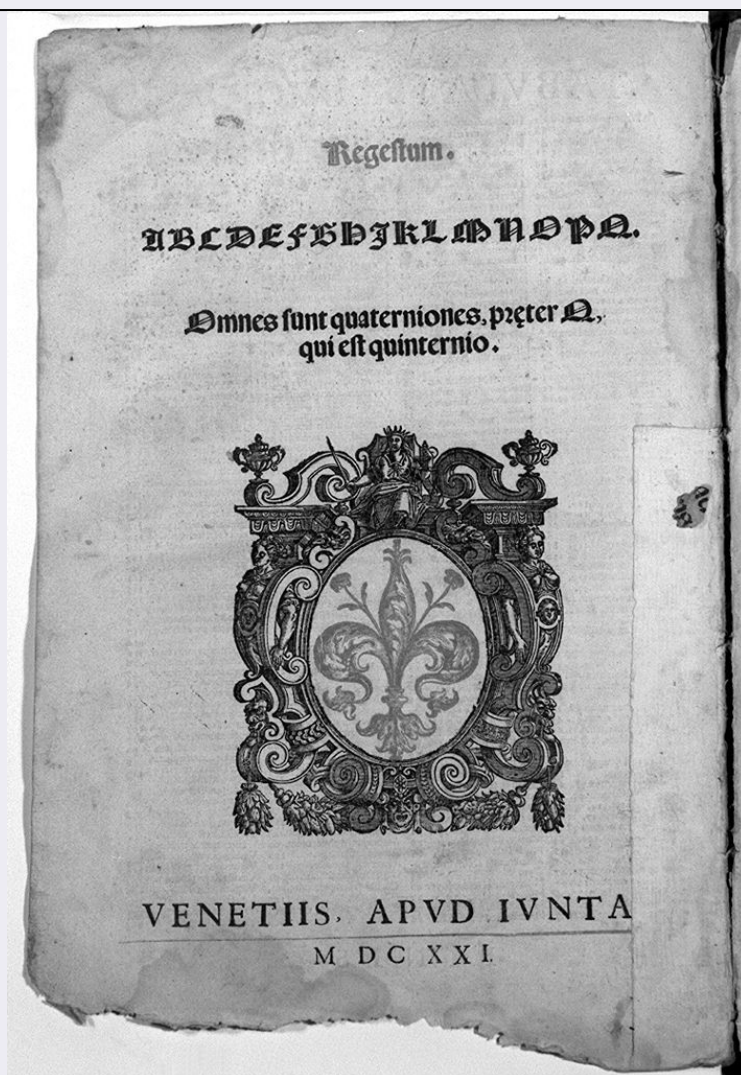 Regestum.
ABCDEFGHIKLMNOPQ.
Omnes sunt quaterniones, pręter Q,
qui est quinternio.
VENETIIS, APVD IVNTA
M DC XXI.